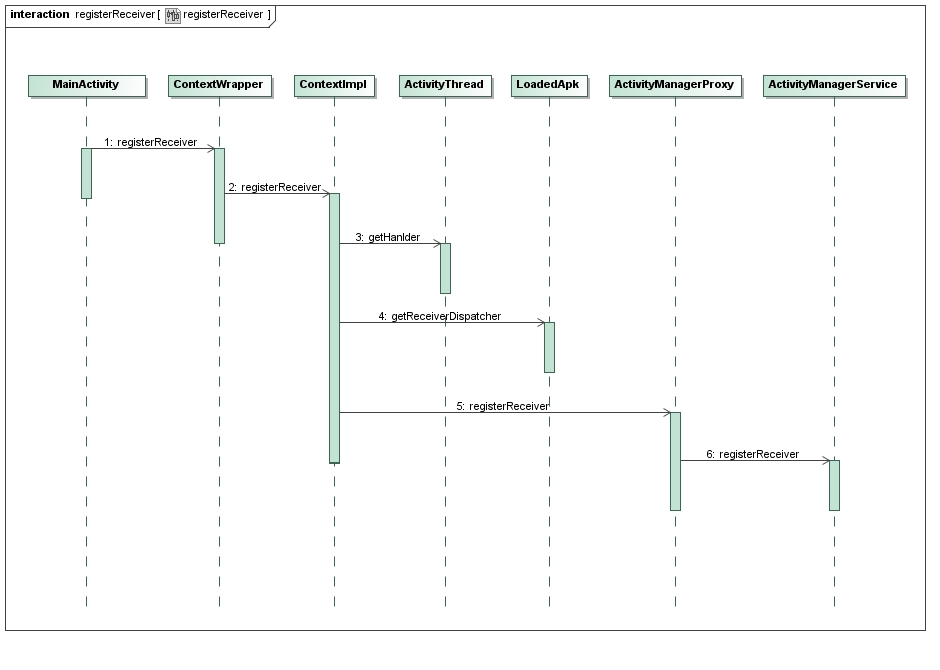 interaction registerReceiver [ registerReceiver ]
MainActivity
ContextWrapper
ContextImpl
ActivityThread
LoadedApk
ActivityManagerProxy
ActivityManagerService
1: registerReceiver
2: registerReceiver
3: getHanlder
4: getReceiverDispatcher
5: registerReceiver
6: registerReceiver